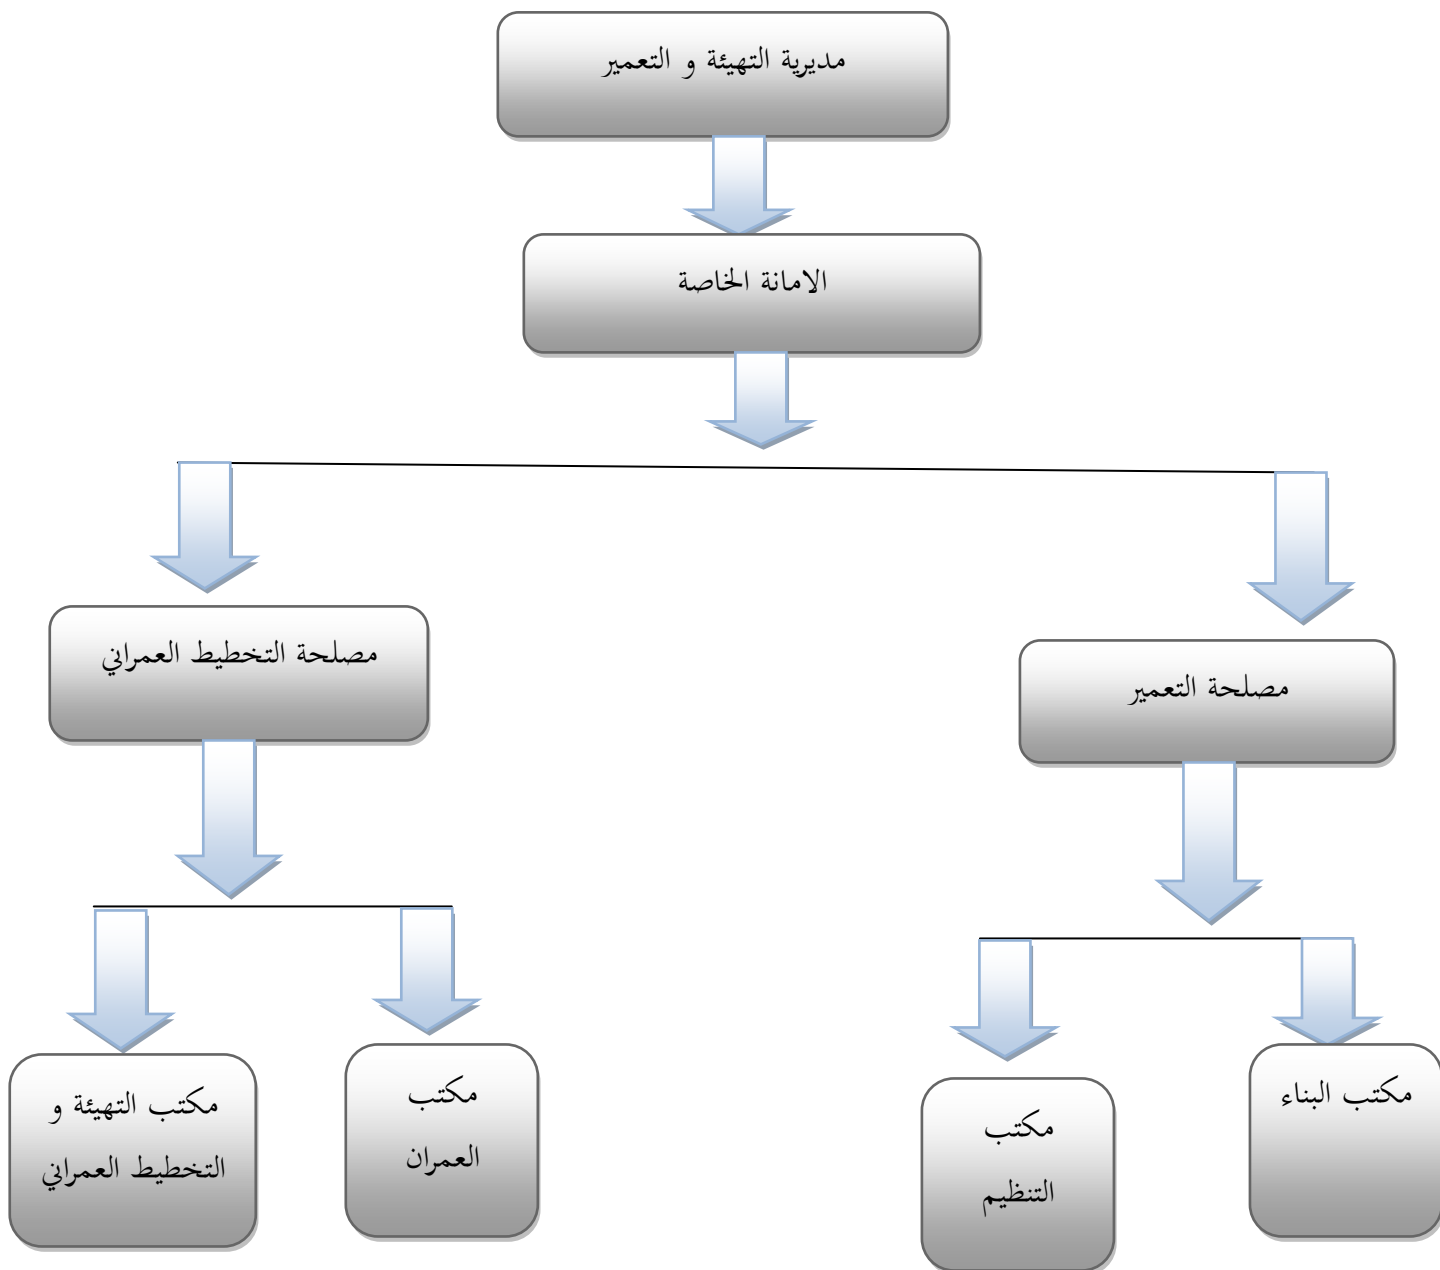 مديرية التهيئة و التعمير
الامانة الخاصة
مصلحة التعمير
مصلحة التخطيط العمراني
مكتب البناء
مكتب
التنظيم
مكتب
العمران
مكتب التهيئة و
التخطيط العمراني